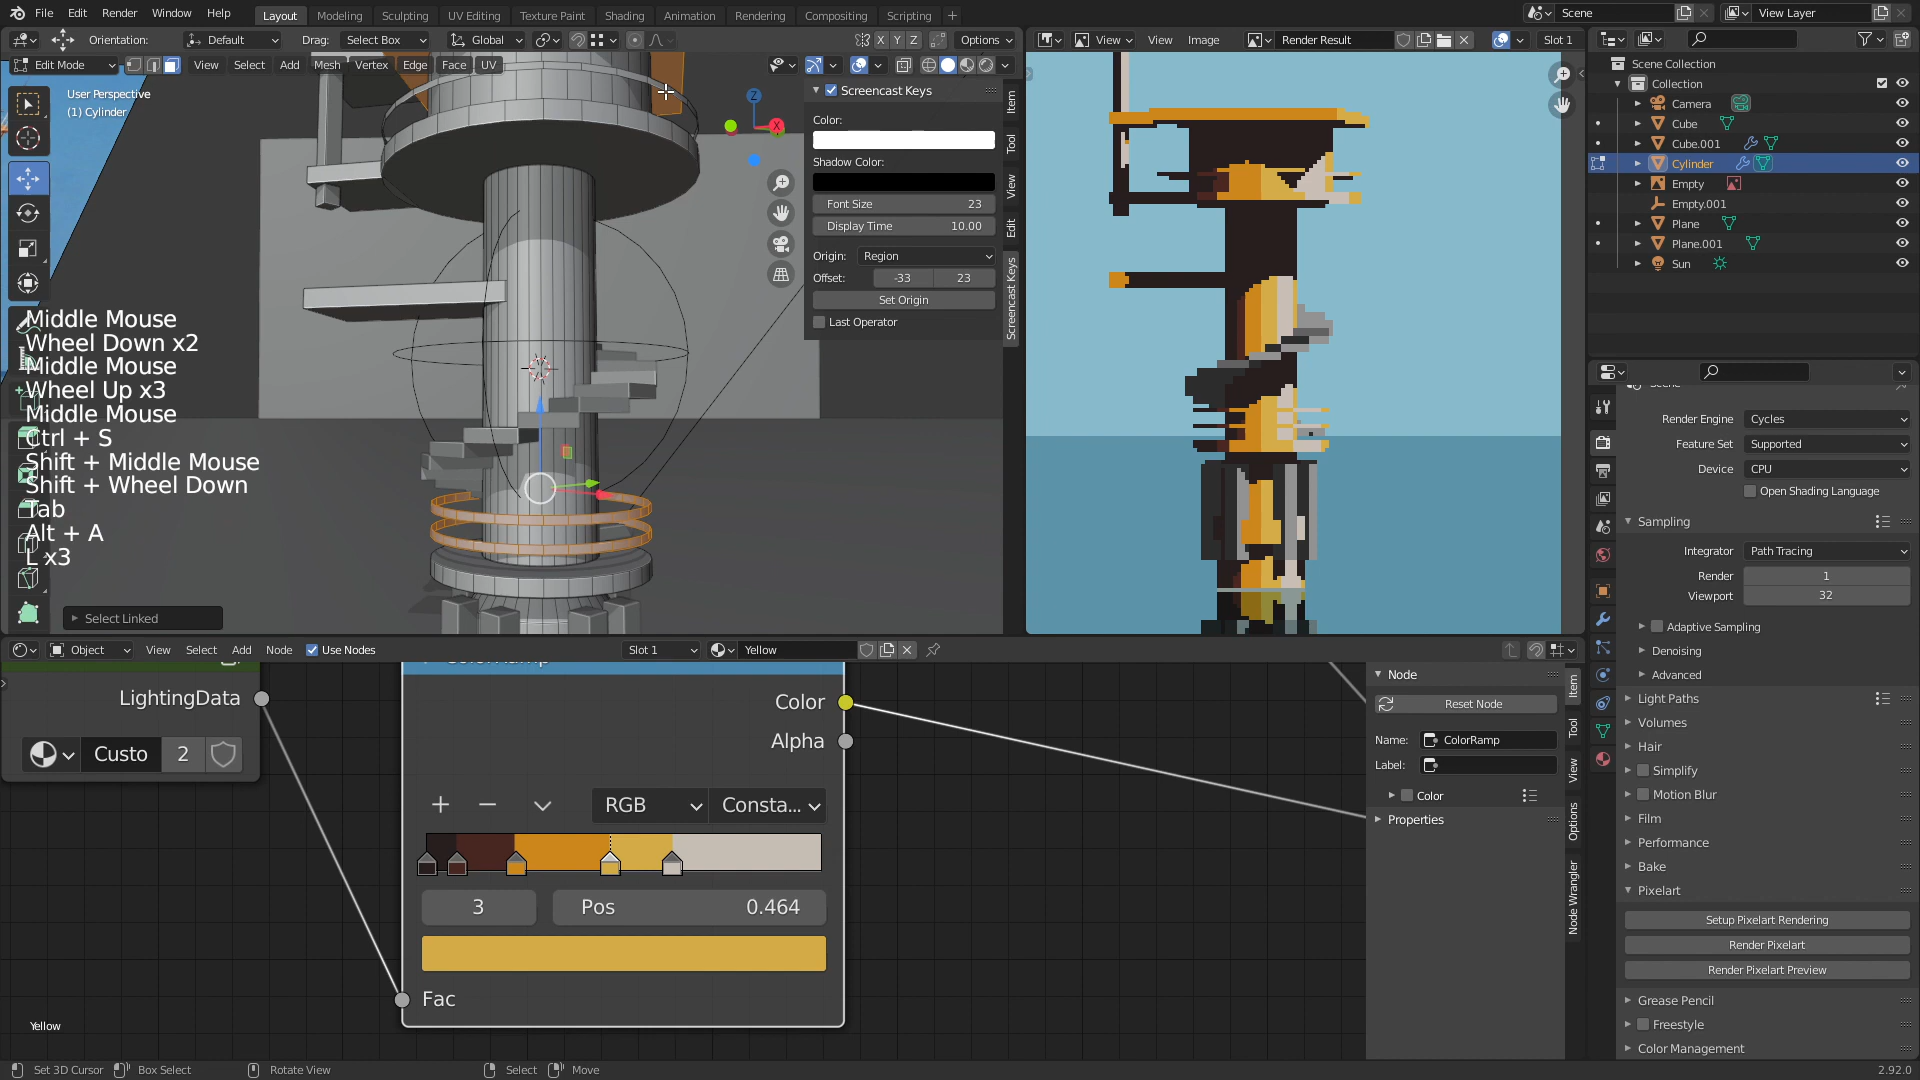 File Edit Render Window Help Layout Modeling Sculpting UV Editing Texture Paint Shading Animation Rendering Compositing Scripting + Scene View Layer
Orientation: Default Drag: Select Box Global X Y Z Options View View Image Render Result Slot 1
Edit Mode View Select Add Mesh Vertex Edge Face UV
User Perspective
(1) Cylinder
Z
X
Screencast Keys
Color:
Shadow Color:
Font Size 23
Display Time 10.00
Origin: Region
Offset: -33 23
Set Origin
Last Operator
Item
Tool
View
Edit
Screencast Keys
Middle Mouse
Wheel Down x2
Middle Mouse
Wheel Up x3
Middle Mouse
Ctrl + S
Shift + Middle Mouse
Shift + Wheel Down
Tab
Alt + A
L x3
Select Linked
Scene Collection
Collection
Camera
Cube
Cube.001
Cylinder
Empty
Empty.001
Plane
Plane.001
Sun
Render Engine Cycles
Feature Set Supported
Device CPU
Open Shading Language
Sampling
Integrator Path Tracing
Render 1
Viewport 32
Adaptive Sampling
Denoising
Advanced
Light Paths
Volumes
Hair
Simplify
Motion Blur
Film
Performance
Bake
Pixelart
Setup Pixelart Rendering
Render Pixelart
Render Pixelart Preview
Grease Pencil
Freestyle
Color Management
Object View Select Add Node Use Nodes Slot 1 Yellow
LightingData
Custo 2
Color
Alpha
RGB Consta...
3 Pos 0.464
Fac
Node
Reset Node
Name: ColorRamp
Label:
Color
Properties
Item
Tool
View
Options
Node Wrangler
Yellow
Set 3D Cursor Box Select Rotate View Select Move 2.92.0